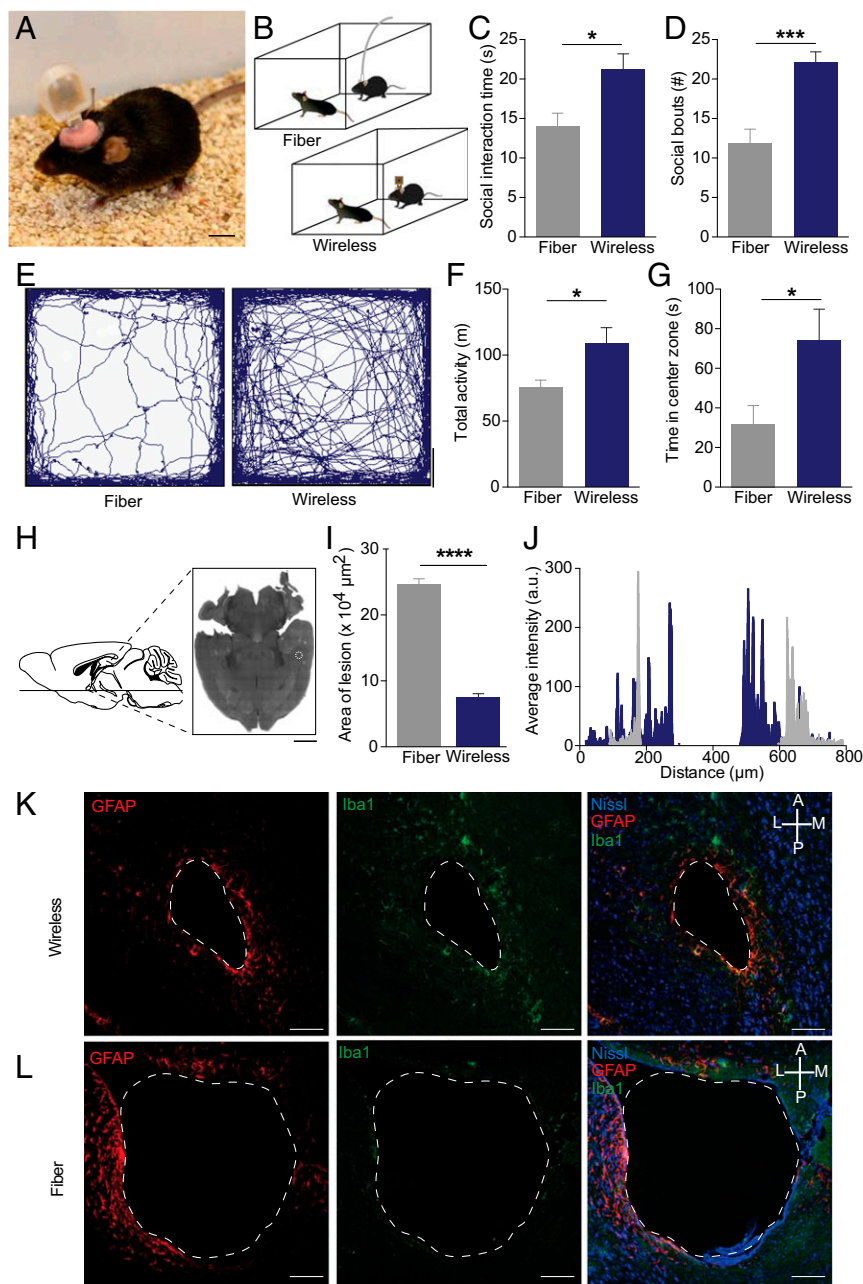 A
B
Fiber
Wireless
C
Social interaction time (s)
25
20
15
10
5
0
*
Fiber Wireless
D
Social bouts (#)
25
20
15
10
5
0
***
Fiber Wireless
E
Fiber
Wireless
F
Total activity (m)
150
100
50
0
*
Fiber Wireless
G
Time in center zone (s)
100
80
60
40
20
0
*
Fiber Wireless
H
I
Area of lesion (x 10⁴ µm²)
30
20
10
0
****
Fiber Wireless
J
Average intensity (a.u.)
300
200
100
0
0 200 400 600 800
Distance (µm)
K
Wireless
GFAP
Iba1
Nissl
GFAP
Iba1
A
L M
P
L
Fiber
GFAP
Iba1
Nissl
GFAP
Iba1
A
L M
P